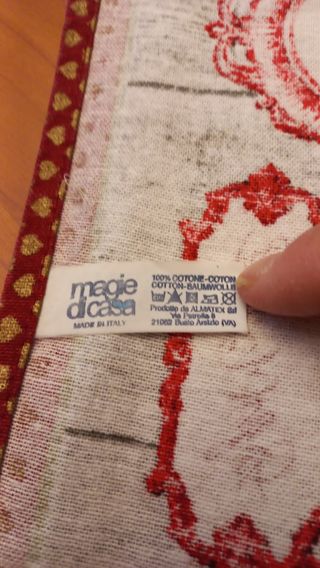 magie
di casa
MADE IN ITALY
100% COTONE-COTON
COTTON-BAUMWOLLE
Prodotto da ALMATEX Srl
21052 Busto Arsizio (VA)